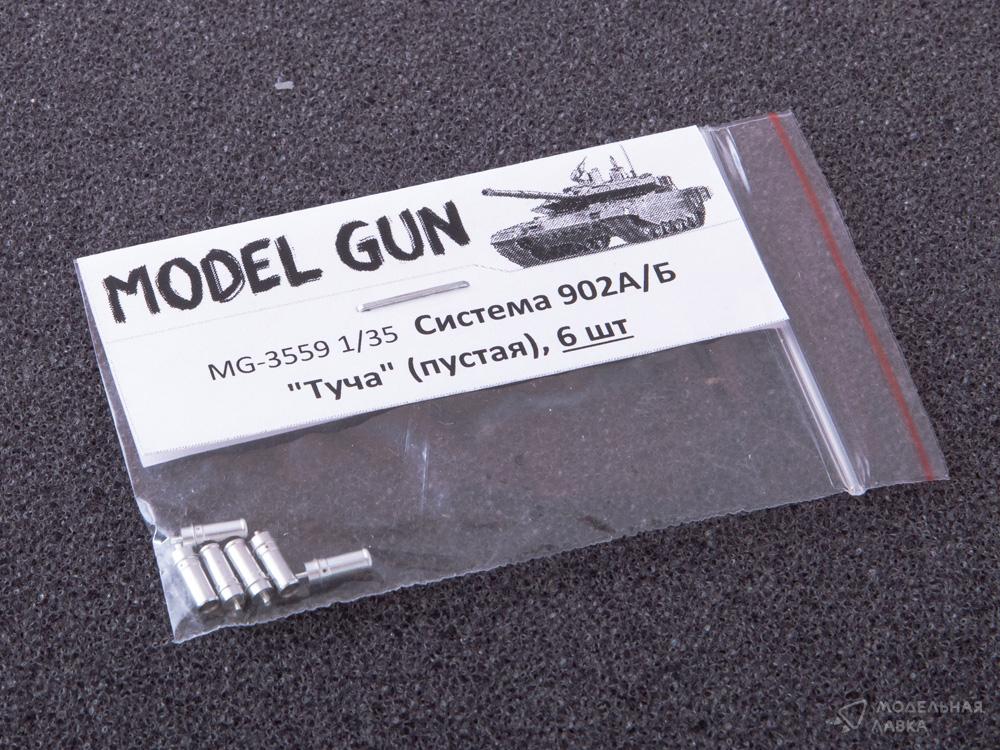 MODEL GUN
MG-3559 1/35 Система 902А/Б
"Туча" (пустая), 6 шт
МОДЕЛЬНАЯ
ЛАВКА